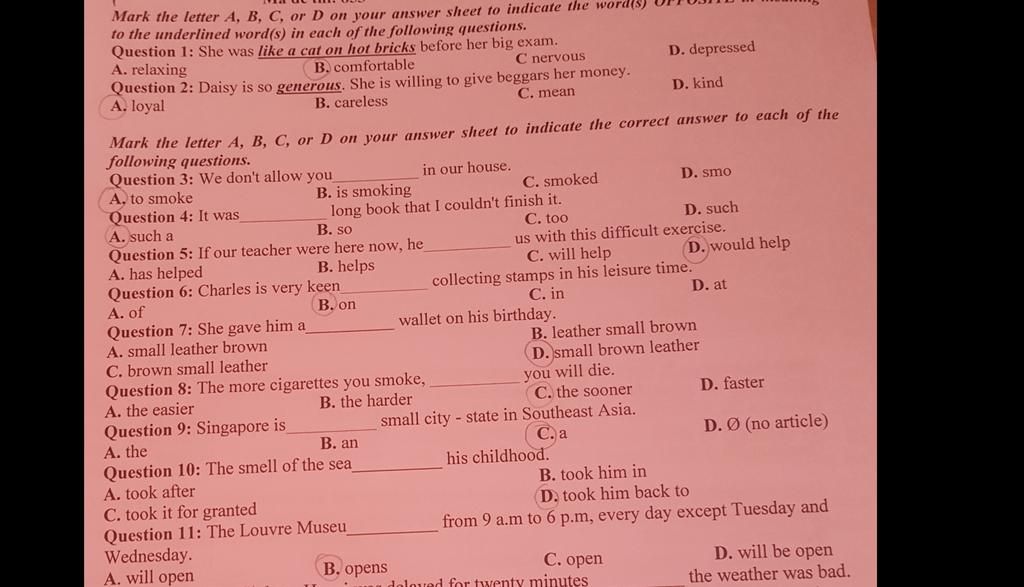 Mark the letter A, B, C, or D on your answer sheet to indicate the word(s) OPPOSITE in meaning
to the underlined word(s) in each of the following questions.
Question 1: She was like a cat on hot bricks before her big exam.
A. relaxing B. comfortable C nervous D. depressed
Question 2: Daisy is so generous. She is willing to give beggars her money.
A. loyal B. careless C. mean D. kind
Mark the letter A, B, C, or D on your answer sheet to indicate the correct answer to each of the
following questions.
Question 3: We don't allow you__________ in our house.
A. to smoke B. is smoking C. smoked D. smo
Question 4: It was__________ long book that I couldn't finish it.
A. such a B. so C. too D. such
Question 5: If our teacher were here now, he __________ us with this difficult exercise.
A. has helped B. helps C. will help D. would help
Question 6: Charles is very keen__________ collecting stamps in his leisure time.
A. of B. on C. in D. at
Question 7: She gave him a__________ wallet on his birthday.
A. small leather brown B. leather small brown
C. brown small leather D. small brown leather
Question 8: The more cigarettes you smoke, __________ you will die.
A. the easier B. the harder C. the sooner D. faster
Question 9: Singapore is__________ small city - state in Southeast Asia.
A. the B. an C. a D. Ø (no article)
Question 10: The smell of the sea__________ his childhood.
A. took after B. took him in
C. took it for granted D. took him back to
Question 11: The Louvre Museu__________ from 9 a.m to 6 p.m, every day except Tuesday and
Wednesday.
A. will open B. opens C. open D. will be open
delayed for twenty minutes __________ the weather was bad.